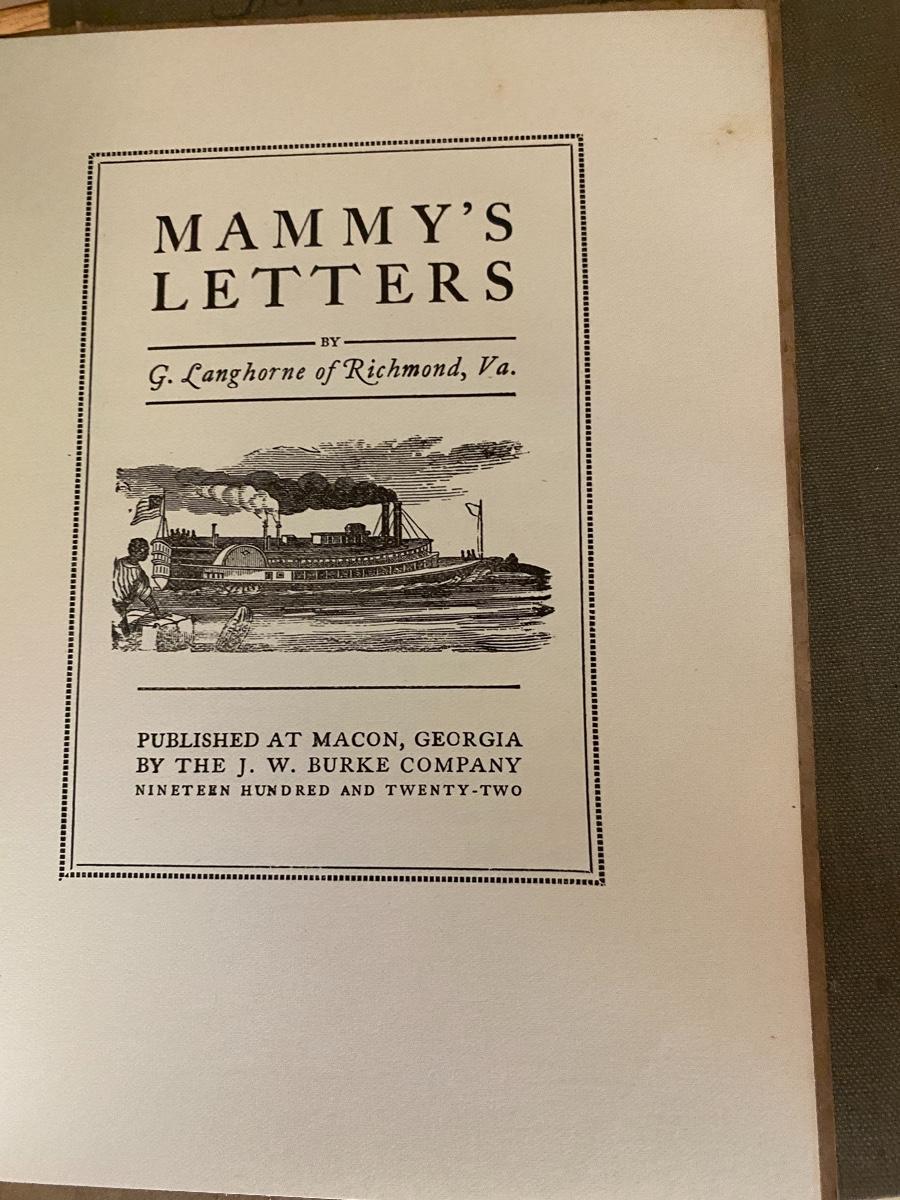 MAMMY'S
LETTERS
BY
G. Langhorne of Richmond, Va.
PUBLISHED AT MACON, GEORGIA
BY THE J. W. BURKE COMPANY
NINETEEN HUNDRED AND TWENTY-TWO